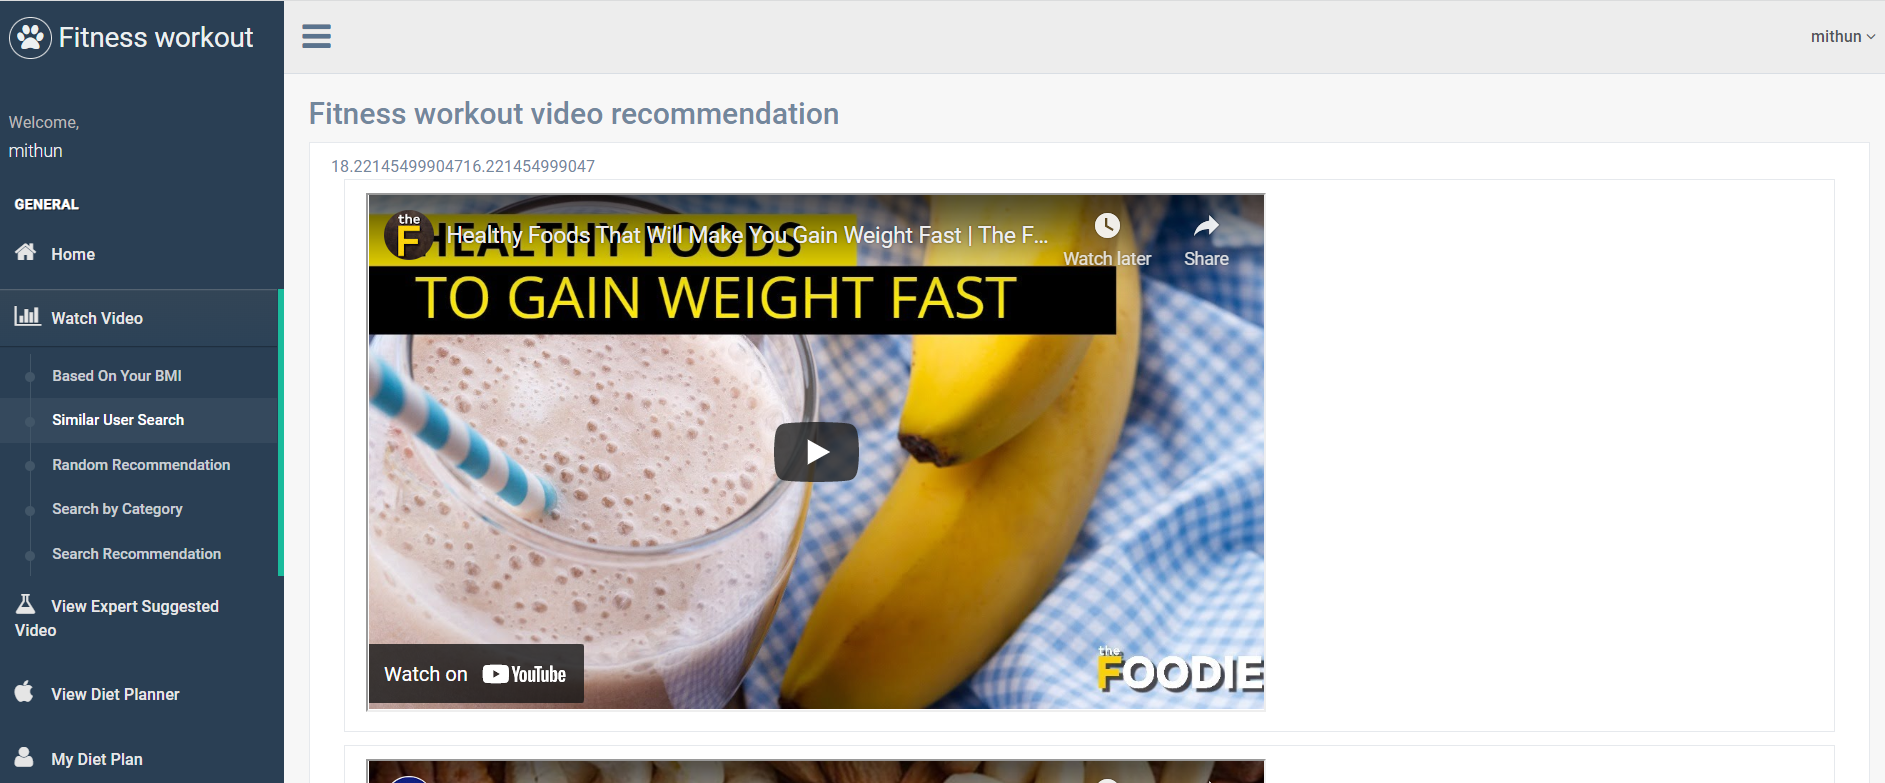 Fitness workout
mithun
Welcome,
mithun
GENERAL
Home
Watch Video
Based On Your BMI
Similar User Search
Random Recommendation
Search by Category
Search Recommendation
View Expert Suggested
Video
View Diet Planner
My Diet Plan
Fitness workout video recommendation
18.22145499904716.221454999047
the
F
HEALTHY FOODS
Healthy Foods That Will Make You Gain Weight Fast | The F...
Watch later
Share
TO GAIN WEIGHT FAST
Watch on YouTube
the
FOODIE